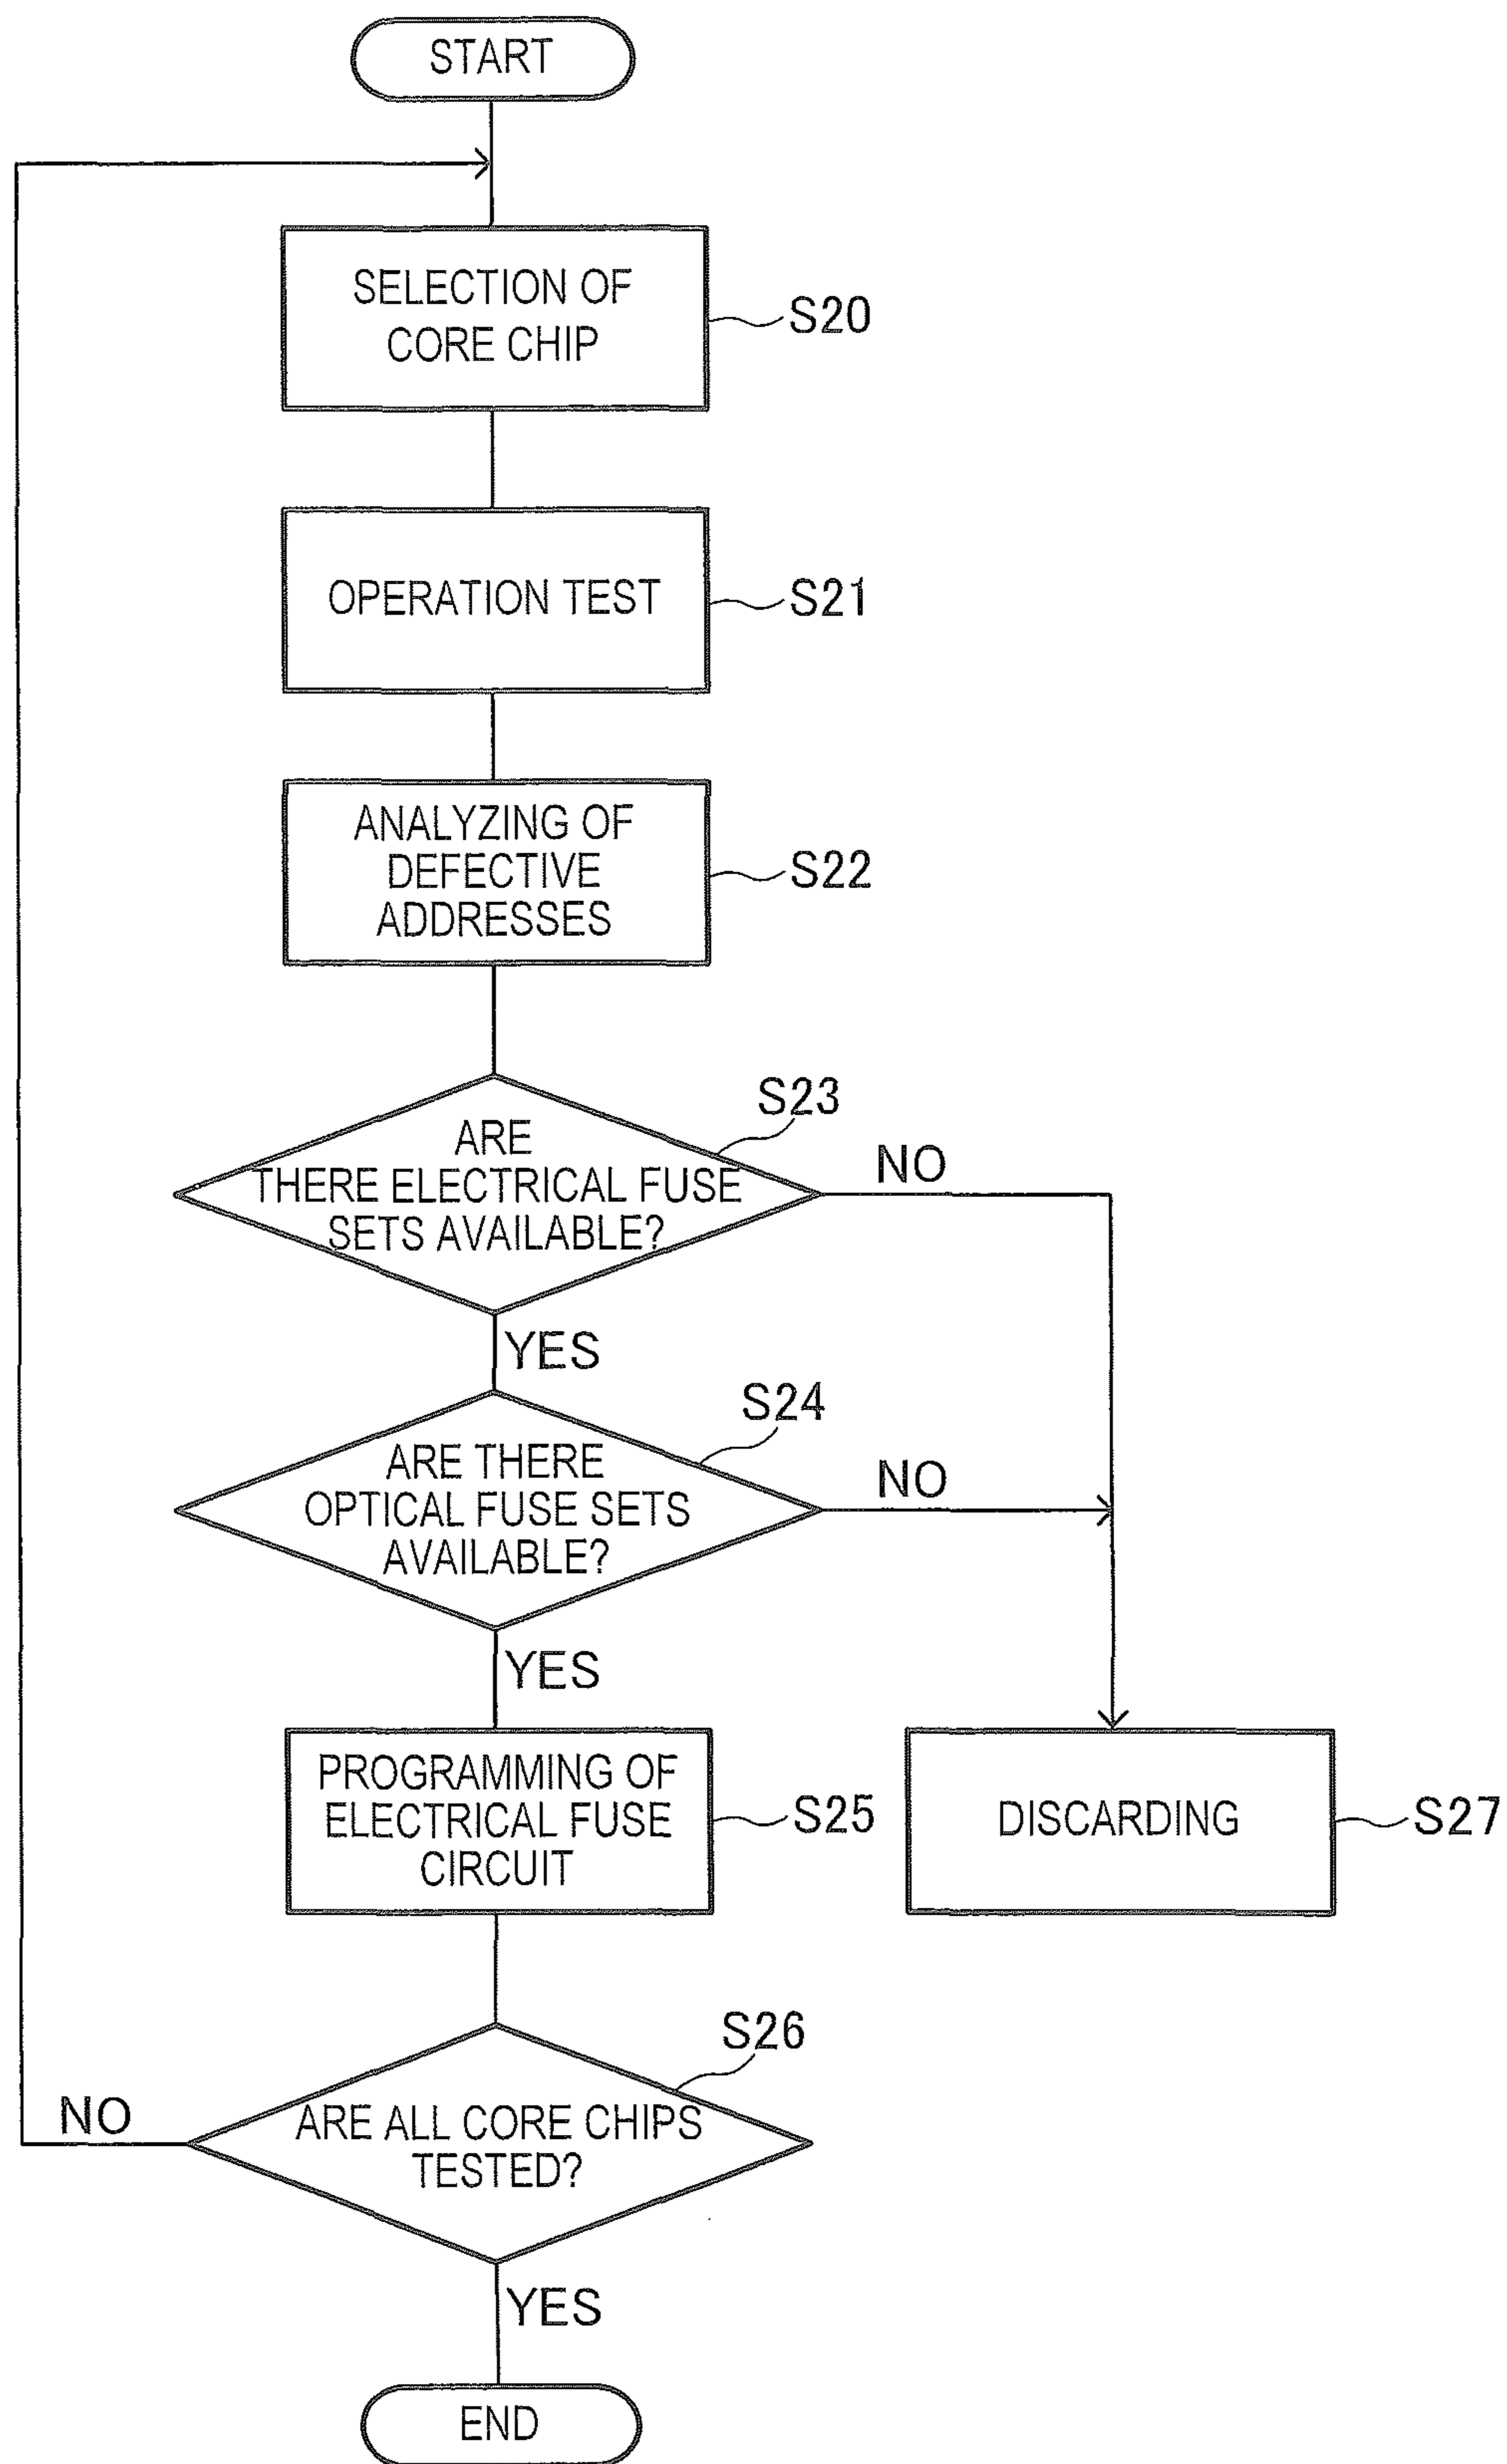 START
SELECTION OF
CORE CHIP
S20
OPERATION TEST
S21
ANALYZING OF
DEFECTIVE
ADDRESSES
S22
S23
ARE
THERE ELECTRICAL FUSE
SETS AVAILABLE?
NO
YES
S24
ARE THERE
OPTICAL FUSE SETS
AVAILABLE?
NO
YES
PROGRAMMING OF
ELECTRICAL FUSE
CIRCUIT
S25
DISCARDING
S27
S26
ARE ALL CORE CHIPS
TESTED?
NO
YES
END